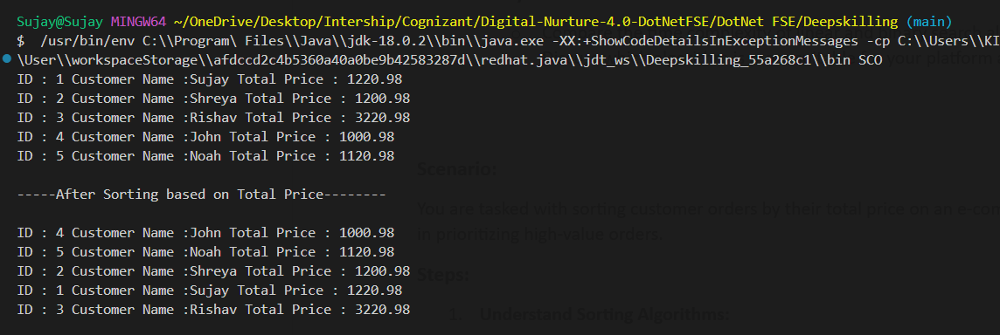 Sujay@Sujay MINGW64 ~/OneDrive/Desktop/Intership/Cognizant/Digital-Nurture-4.0-DotNetFSE/DotNet FSE/Deepskilling (main)
$  /usr/bin/env C:\\Program\ Files\\Java\\jdk-18.0.2\\bin\\java.exe -XX:+ShowCodeDetailsInExceptionMessages -cp C:\\Users\\KI
\User\\workspaceStorage\\afdccd2c4b5360a40a0be9b42583287d\\redhat.java\\jdt_ws\\Deepskilling_55a268c1\\bin SCO
your platform
ID : 1 Customer Name :Sujay Total Price : 1220.98
ID : 2 Customer Name :Shreya Total Price : 1200.98
ID : 3 Customer Name :Rishav Total Price : 3220.98
ID : 4 Customer Name :John Total Price : 1000.98
ID : 5 Customer Name :Noah Total Price : 1120.98
Scenario:
-----After Sorting based on Total Price--------
You are tasked with sorting customer orders by their total price on an e-com
in prioritizing high-value orders.
ID : 4 Customer Name :John Total Price : 1000.98
ID : 5 Customer Name :Noah Total Price : 1120.98
ID : 2 Customer Name :Shreya Total Price : 1200.98
Steps:
ID : 1 Customer Name :Sujay Total Price : 1220.98
ID : 3 Customer Name :Rishav Total Price : 3220.98
1. Understand Sorting Algorithms: